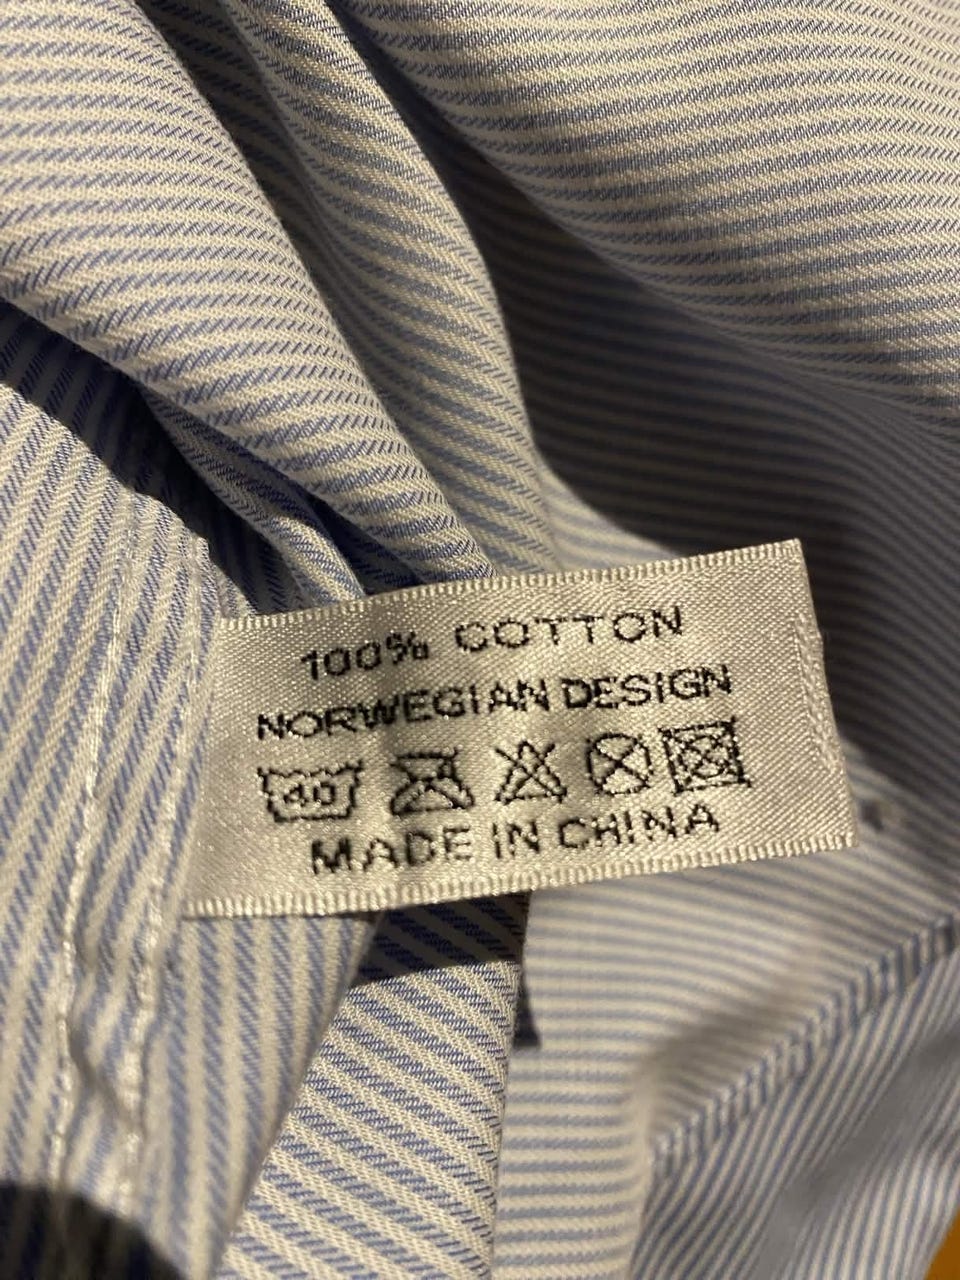 100% COTTON
NORWEGIAN DESIGN
40
MADE IN CHINA